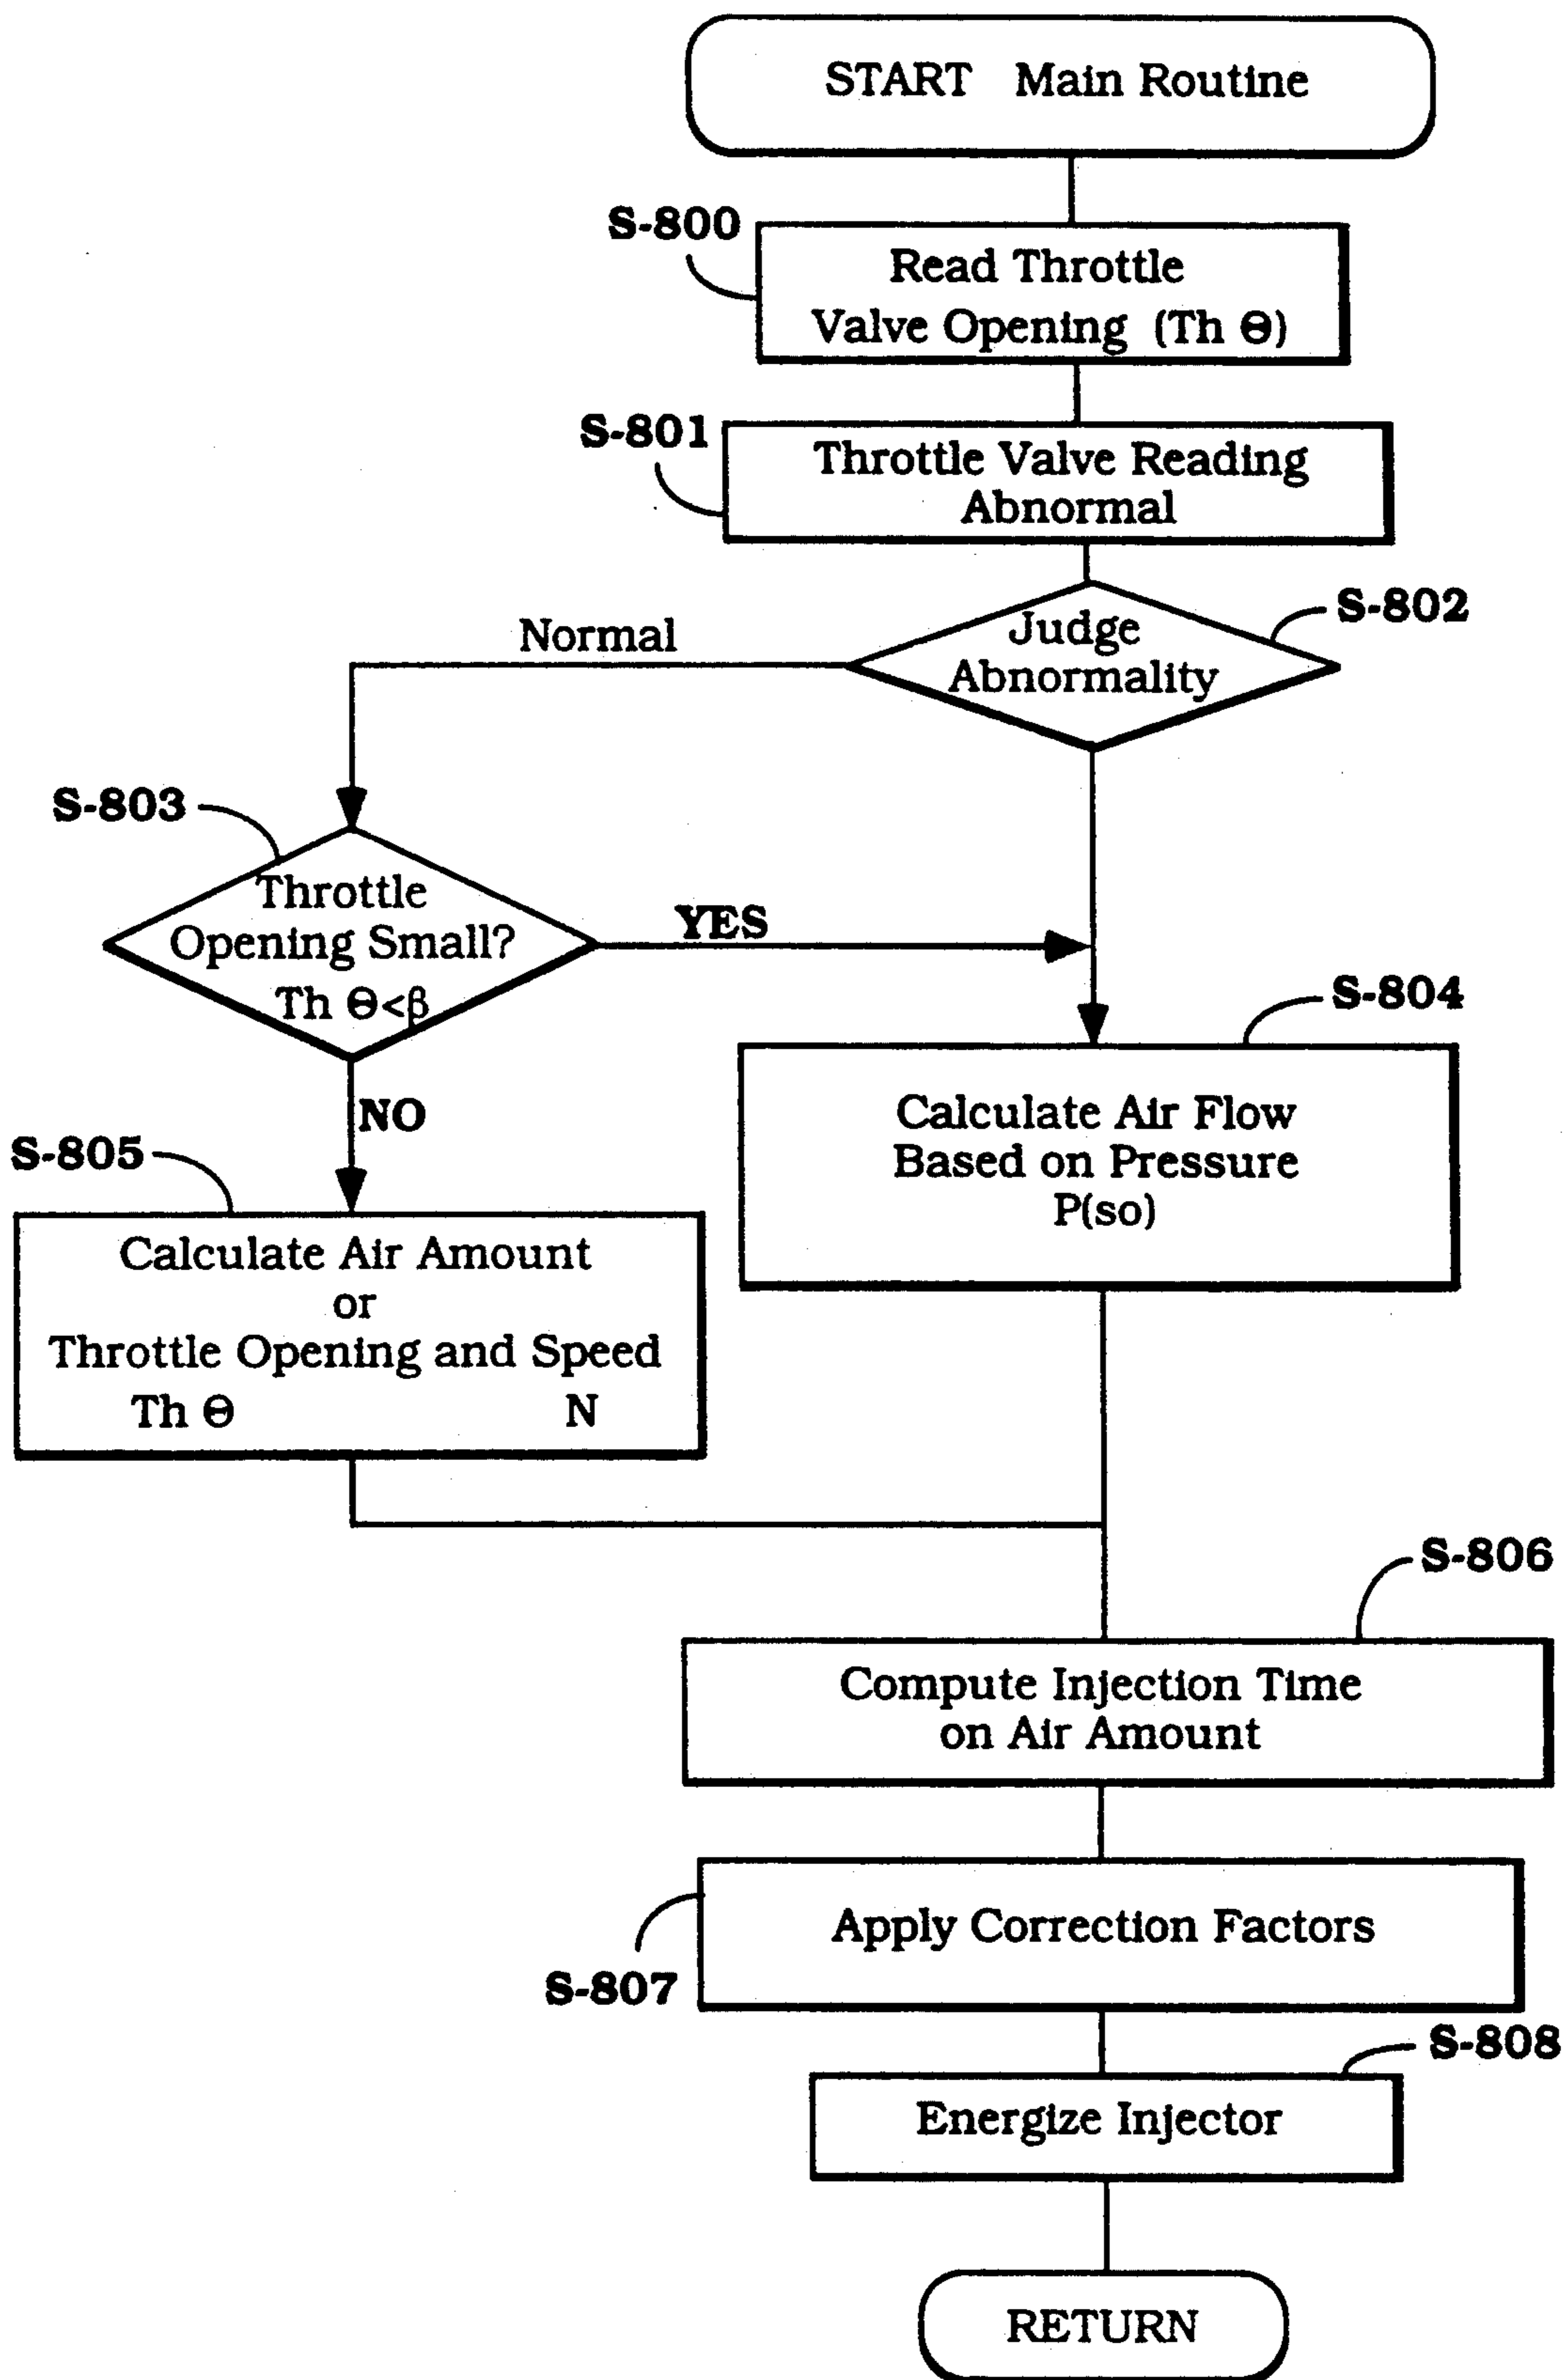 START Main Routine
S-800
Read Throttle
Valve Opening (Th Θ)
S-801
Throttle Valve Reading
Abnormal
S-802
Judge
Abnormality
Normal
S-803
Throttle
Opening Small?
Th Θ<β
YES
NO
S-804
Calculate Air Flow
Based on Pressure
P(so)
S-805
Calculate Air Amount
or
Throttle Opening and Speed
Th Θ N
S-806
Compute Injection Time
on Air Amount
Apply Correction Factors
S-807
S-808
Energize Injector
RETURN